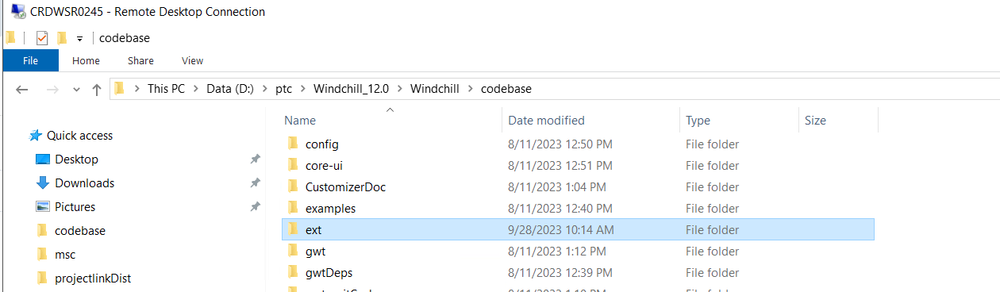 CRDWSR0245 - Remote Desktop Connection
codebase
File Home Share View
This PC Data (D:) ptc Windchill_12.0 Windchill codebase
Name Date modified Type Size
Quick access
Desktop
Downloads
Pictures
codebase
msc
projectlinkDist
config 8/11/2023 12:50 PM File folder
core-ui 8/11/2023 12:51 PM File folder
CustomizerDoc 8/11/2023 1:04 PM File folder
examples 8/11/2023 12:40 PM File folder
ext 9/28/2023 10:14 AM File folder
gwt 8/11/2023 1:12 PM File folder
gwtDeps 8/11/2023 12:39 PM File folder